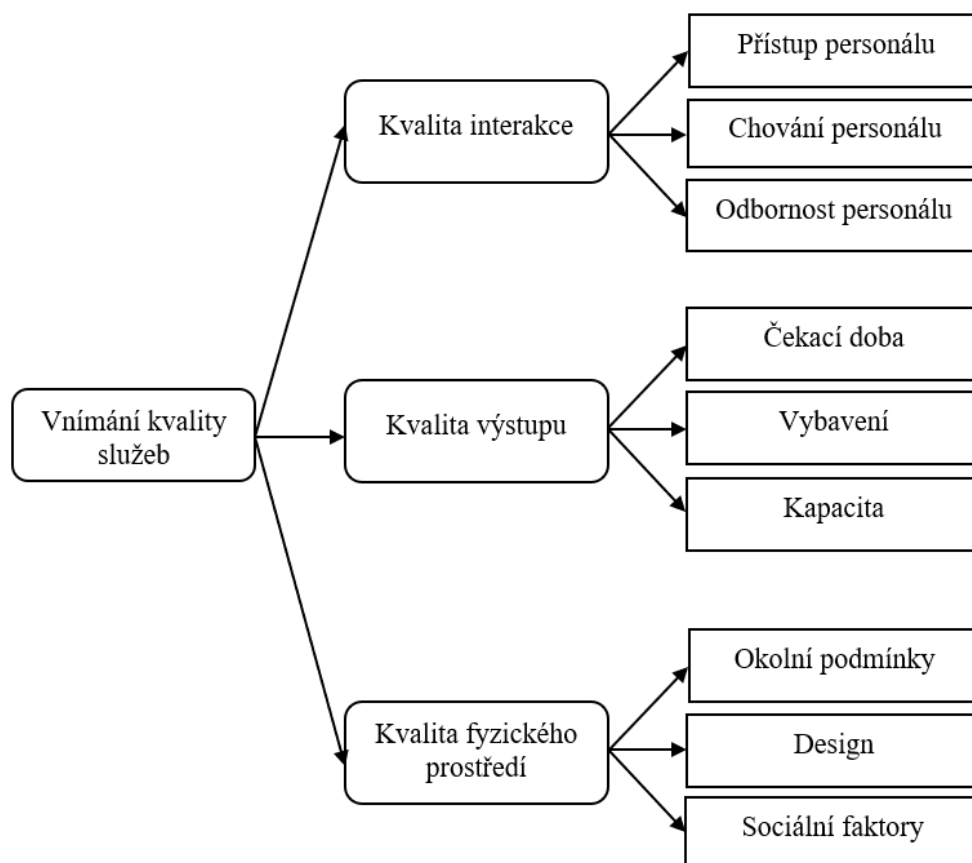 Přístup personálu
Kvalita interakce
Chování personálu
Odbornost personálu
Čekací doba
Vnímání kvality
služeb
Kvalita výstupu
Vybavení
Kapacita
Okolní podmínky
Kvalita fyzického
prostředí
Design
Sociální faktory